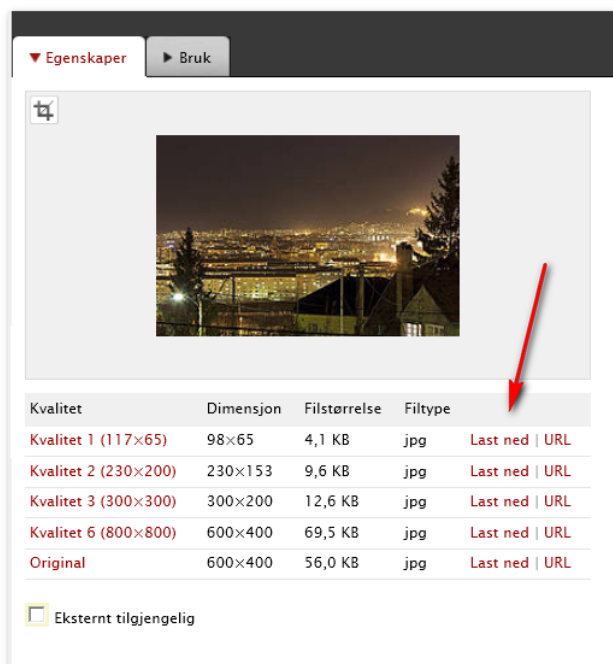 Egenskaper Bruk
Kvalitet Dimensjon Filstørrelse Filtype
Kvalitet 1 (117×65) 98×65 4,1 KB jpg Last ned | URL
Kvalitet 2 (230×200) 230×153 9,6 KB jpg Last ned | URL
Kvalitet 3 (300×300) 300×200 12,6 KB jpg Last ned | URL
Kvalitet 6 (800×800) 600×400 69,5 KB jpg Last ned | URL
Original 600×400 56,0 KB jpg Last ned | URL
Eksternt tilgjengelig